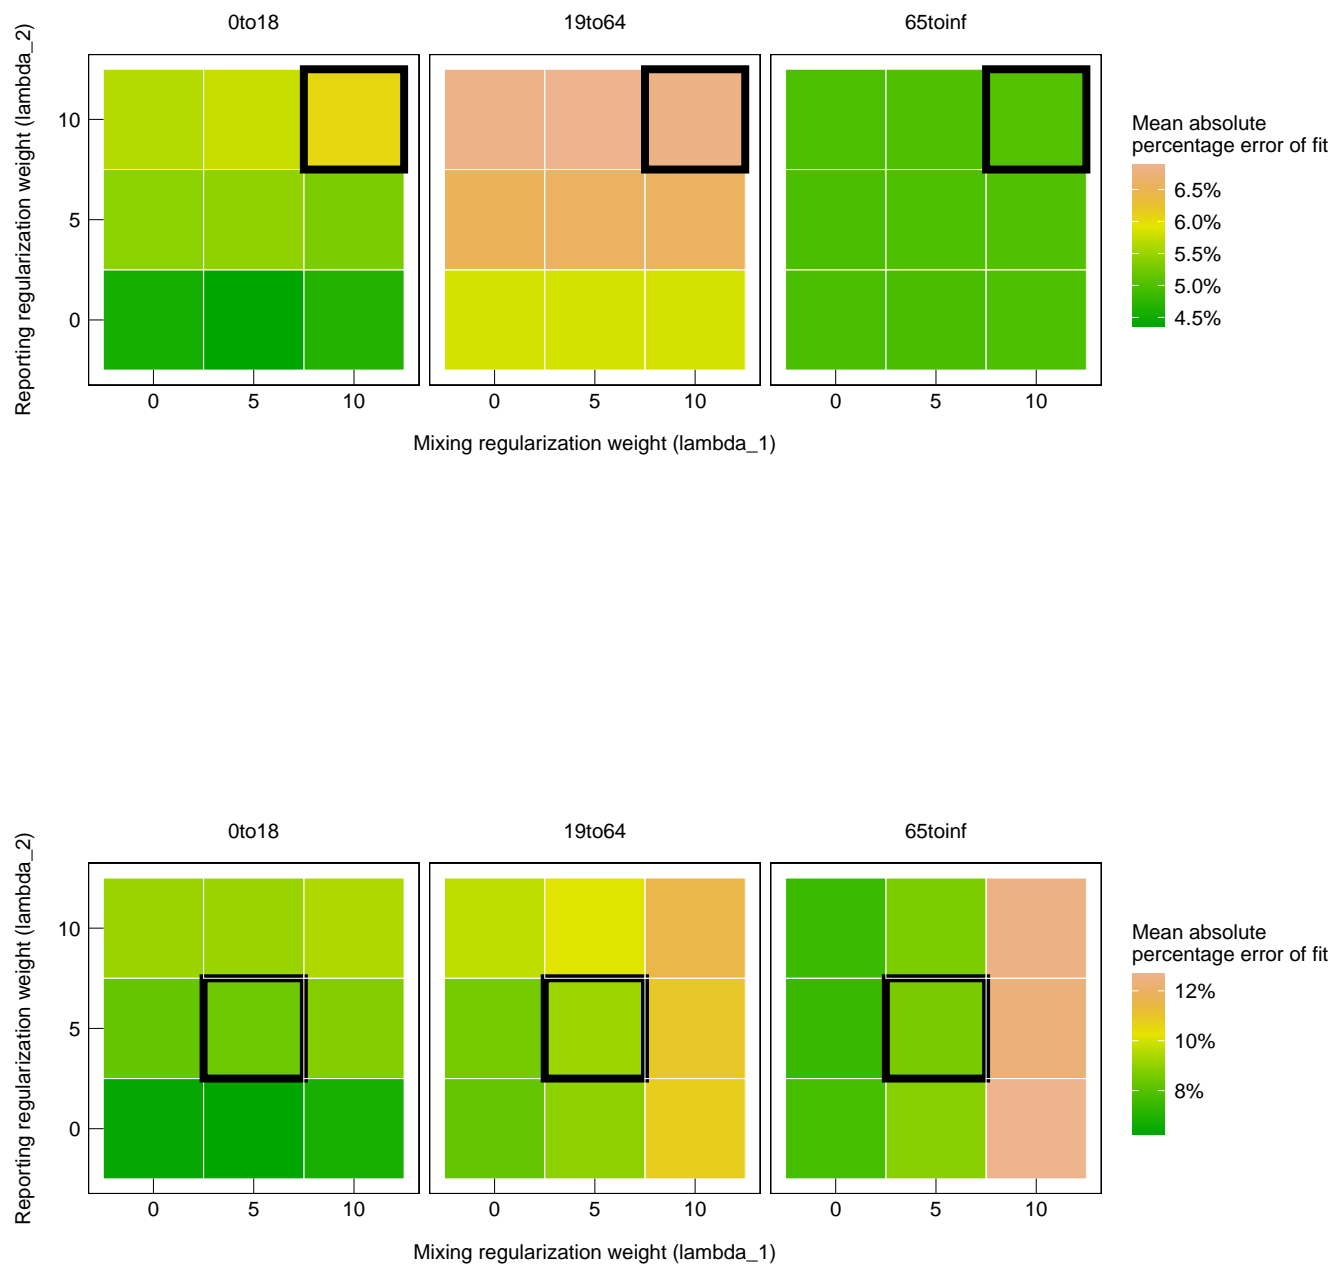 0to18
19to64
65toinf
Reporting regularization weight (lambda_2)
10
5
0
0
5
10
0
5
10
0
5
10
Mixing regularization weight (lambda_1)
Mean absolute
percentage error of fit
6.5%
6.0%
5.5%
5.0%
4.5%
0to18
19to64
65toinf
Reporting regularization weight (lambda_2)
10
5
0
0
5
10
0
5
10
0
5
10
Mixing regularization weight (lambda_1)
Mean absolute
percentage error of fit
12%
10%
8%